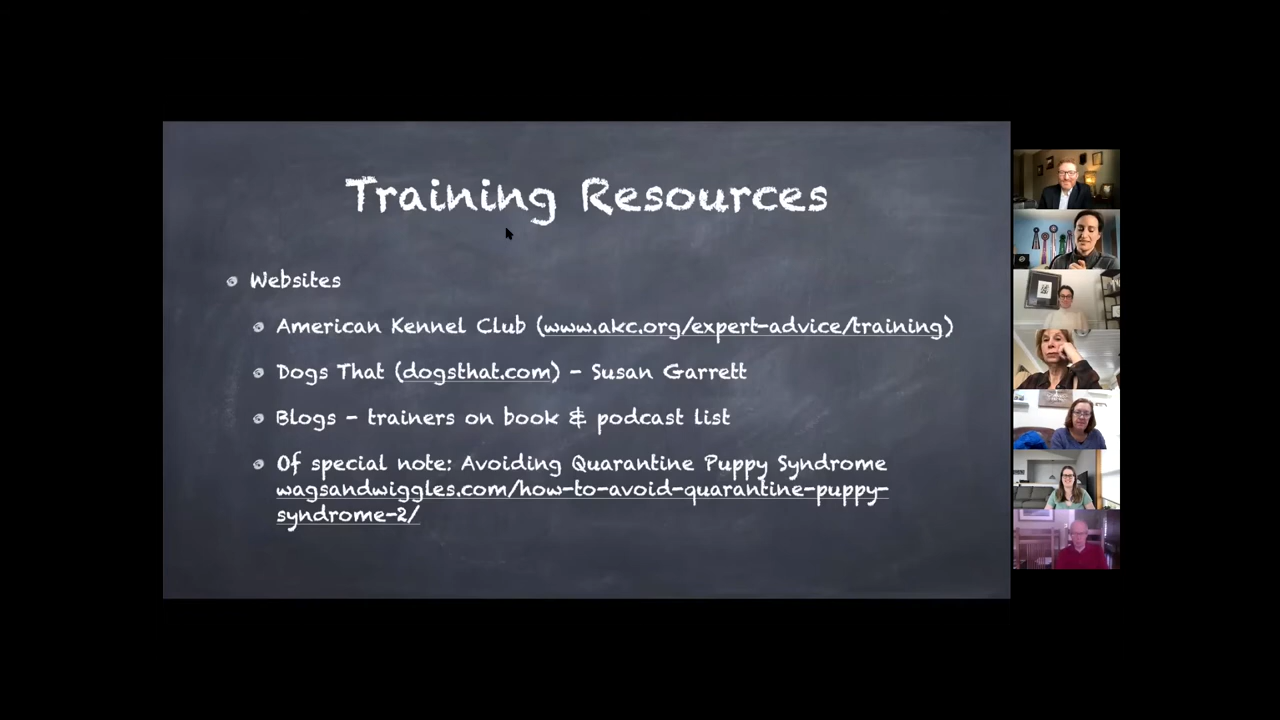 Training Resources
Websites
American Kennel Club (www.akc.org/expert-advice/training)
Dogs That (dogsthat.com) - Susan Garrett
Blogs - trainers on book & podcast list
Of special note: Avoiding Quarantine Puppy Syndrome
wagsandwiggles.com/how-to-avoid-quarantine-puppy-
syndrome-2/